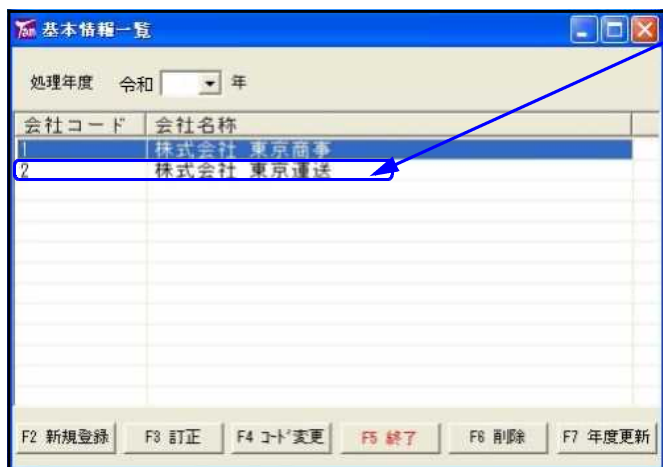 Tam 基本情報一覧
処理年度 令和 年
会社コード 会社名称
1 株式会社 東京商事
2 株式会社 東京運送
F2 新規登録 F3 訂正 F4 コード変更 F5 終了 F6 削除 F7 年度更新